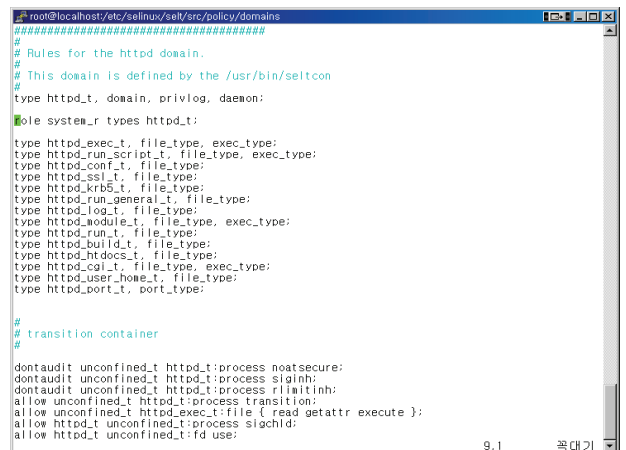 root@localhost:/etc/selinux/selt/src/policy/domains
######################################
#
# Rules for the httpd domain.
#
# This domain is defined by the /usr/bin/seltcon
#
type httpd_t, domain, privlog, daemon;
role system_r types httpd_t;
type httpd_exec_t, file_type, exec_type;
type httpd_run_script_t, file_type, exec_type;
type httpd_conf_t, file_type;
type httpd_ssl_t, file_type;
type httpd_krb5_t, file_type;
type httpd_run_general_t, file_type;
type httpd_log_t, file_type;
type httpd_module_t, file_type, exec_type;
type httpd_run_t, file_type;
type httpd_build_t, file_type;
type httpd_htdocs_t, file_type;
type httpd_cgi_t, file_type, exec_type;
type httpd_user_home_t, file_type;
type httpd_port_t, port_type;
#
# transition container
#
dontaudit unconfined_t httpd_t:process noatsecure;
dontaudit unconfined_t httpd_t:process siginh;
dontaudit unconfined_t httpd_t:process rlimitinh;
allow unconfined_t httpd_t:process transition;
allow unconfined_t httpd_exec_t:file { read getattr execute };
allow httpd_t unconfined_t:process sigchld;
allow httpd_t unconfined_t:fd use;
9,1 꼭대기